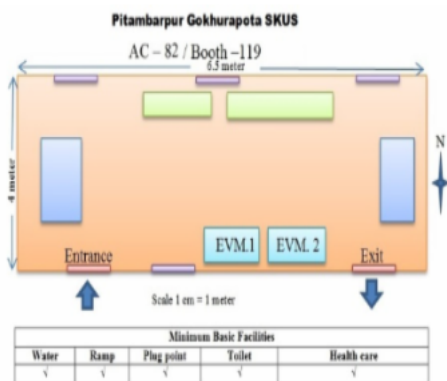 Pitambarpur Gokhurapota SKUS
AC – 82 / Booth –119
6.5 meter
4 meter
N
EVM.1 EVM. 2
Entrance Exit
Scale 1 cm = 1 meter
Minimum Basic Facilities
Water Ramp Plug point Toilet Health care
√ √ √ √ √